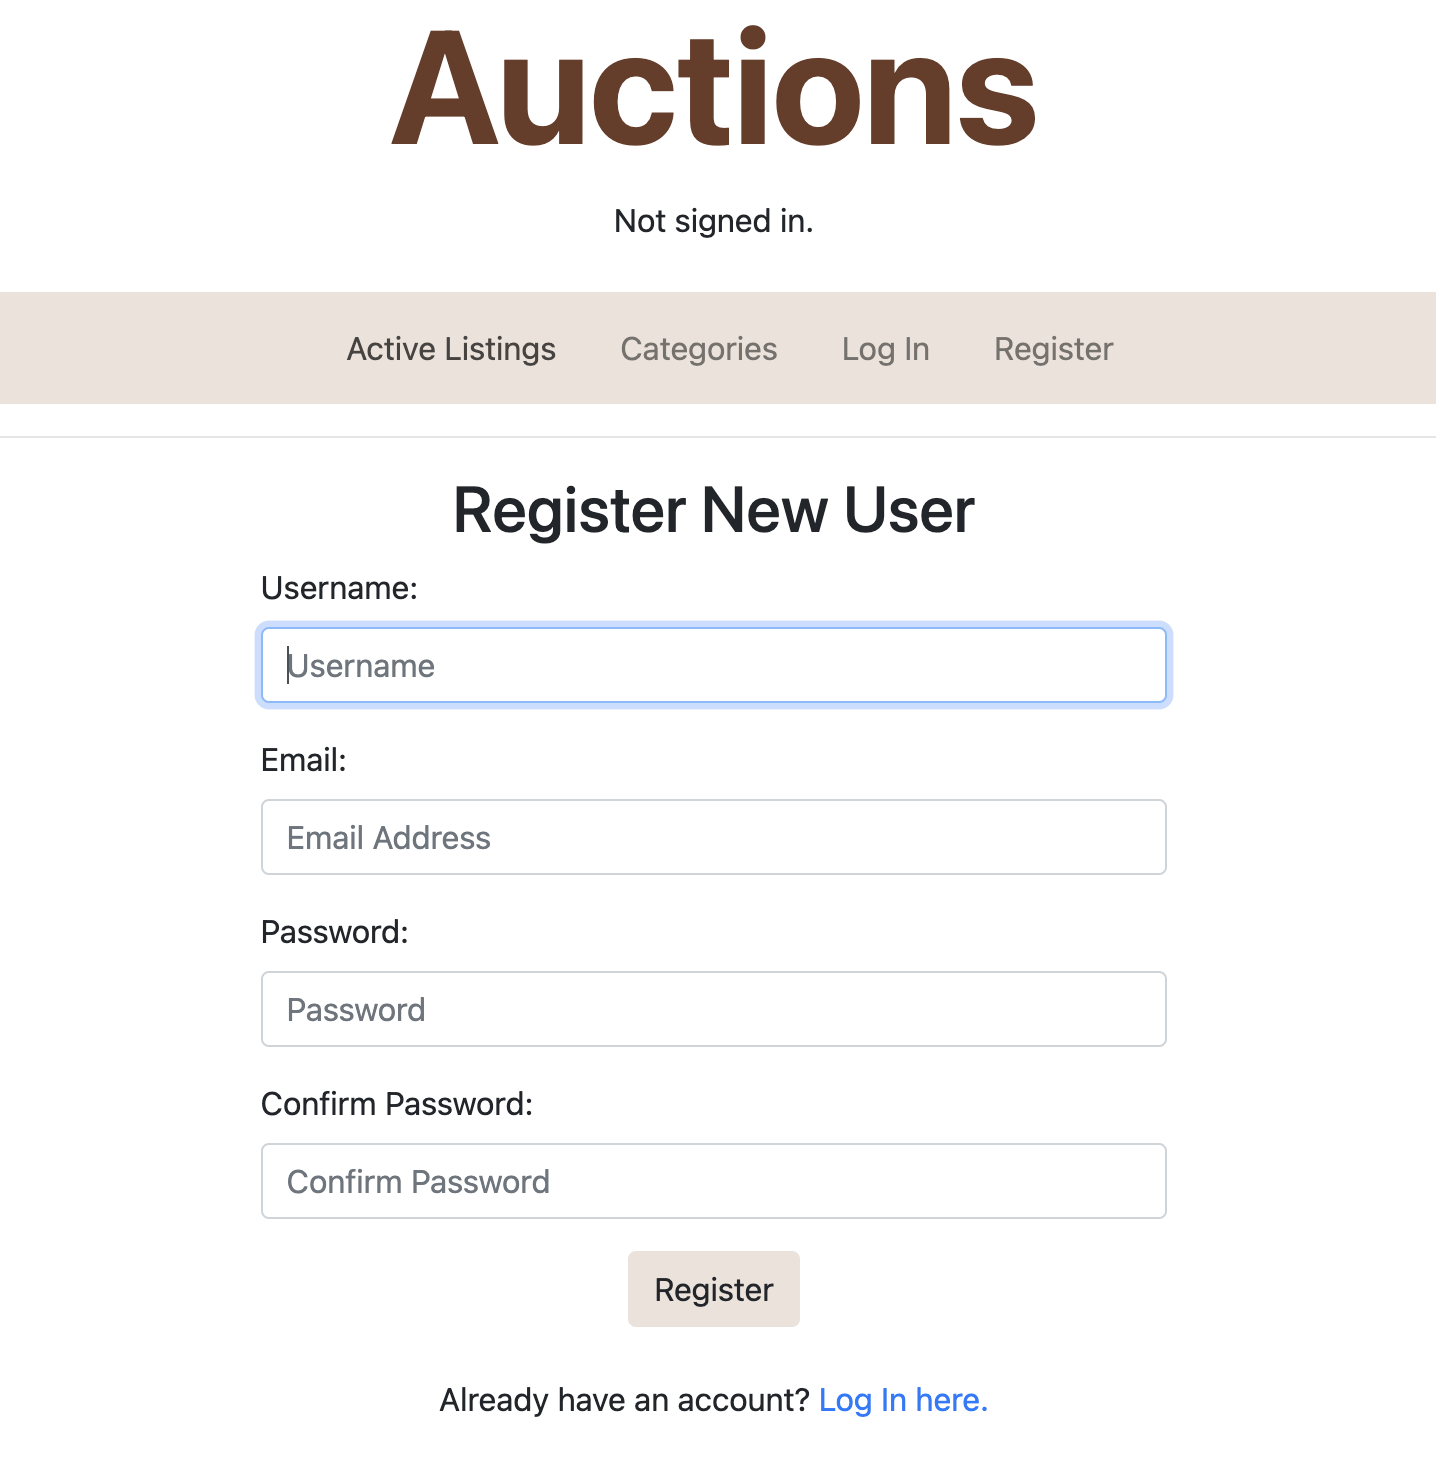 Auctions
Not signed in.
Active Listings Categories Log In Register
Register New User
Username:
Username
Email:
Email Address
Password:
Password
Confirm Password:
Confirm Password
Register
Already have an account? Log In here.